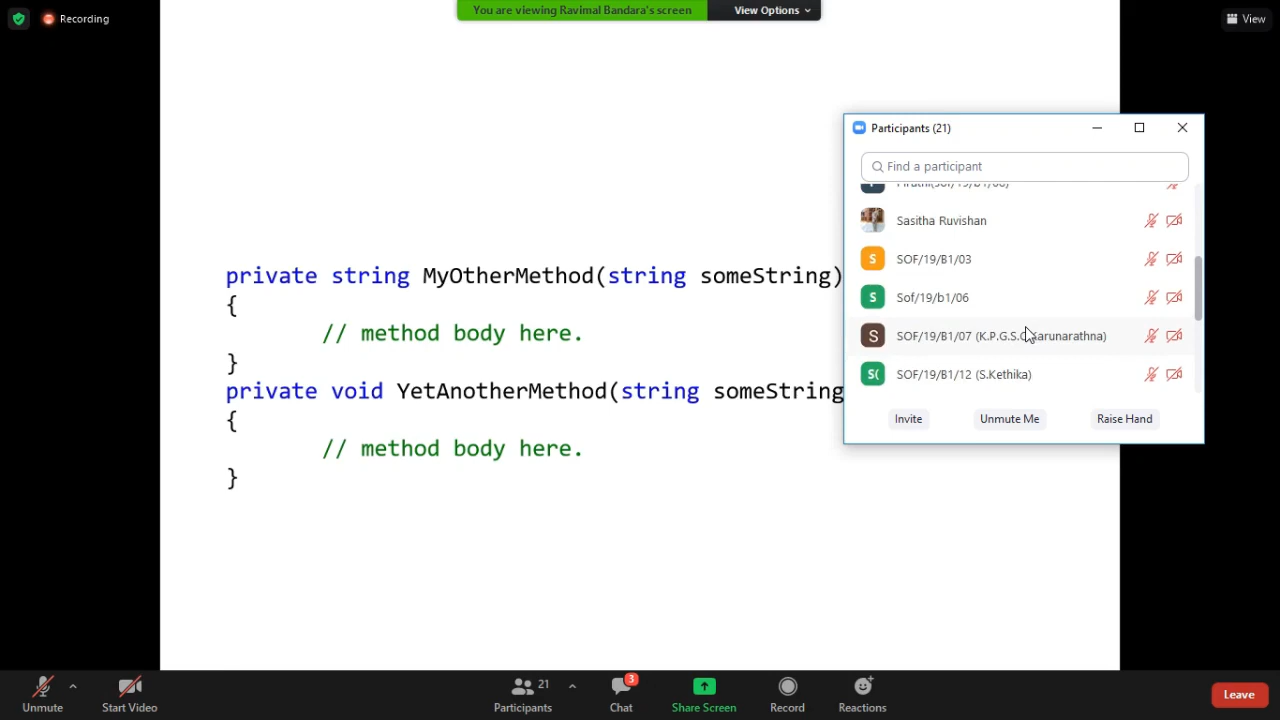 Recording
You are viewing Ravimal Bandara's screen
View Options
View
Participants (21)
Find a participant
Sasitha Ruvishan
S
SOF/19/B1/03
S
Sof/19/b1/06
S
SOF/19/B1/07 (K.P.G.S. Karunarathna)
S(
SOF/19/B1/12 (S.Kethika)
Invite
Unmute Me
Raise Hand
private string MyOtherMethod(string someString)
{
// method body here.
}
private void YetAnotherMethod(string someString
{
// method body here.
}
Unmute
Start Video
21
Participants
3
Chat
Share Screen
Record
Reactions
Leave